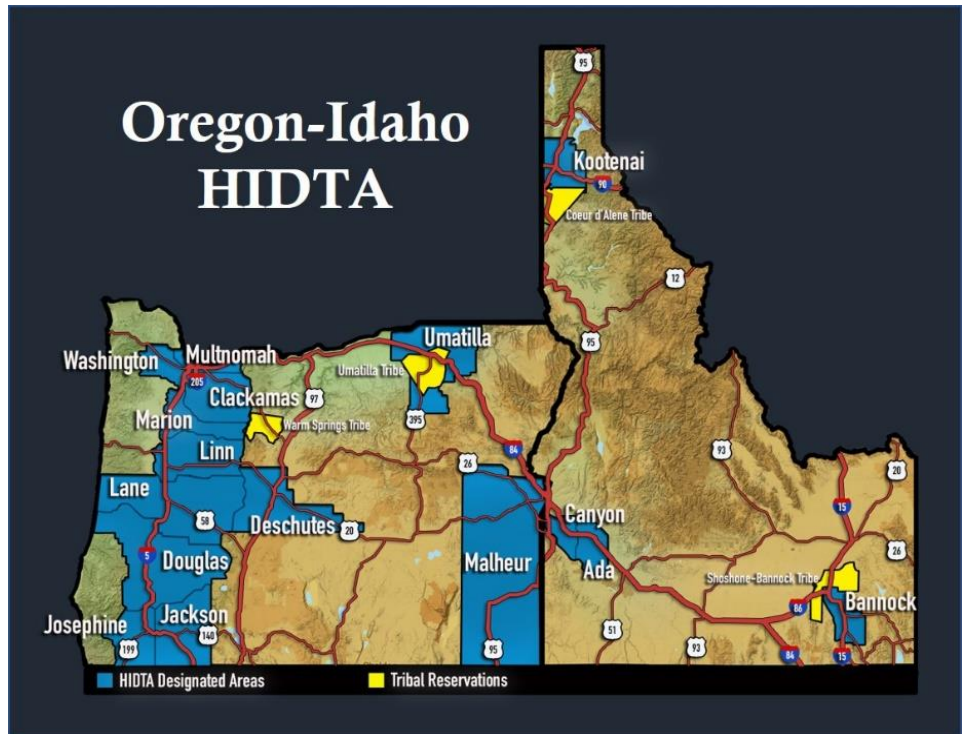 Oregon-Idaho
HIDTA
95
Kootenai
90
Coeur d'Alene Tribe
12
95
Umatilla
Washington
Multnomah
Umatilla Tribe
205
Clackamas
97
Marion
Warm Springs Tribe
395
Linn
84
93
26
20
Lane
15
Canyon
58
Deschutes
20
26
5
Douglas
Malheur
Ada
Shoshone-Bannock Tribe
Bannock
86
Josephine
Jackson
140
51
199
95
93
84
15
HIDTA Designated Areas
Tribal Reservations